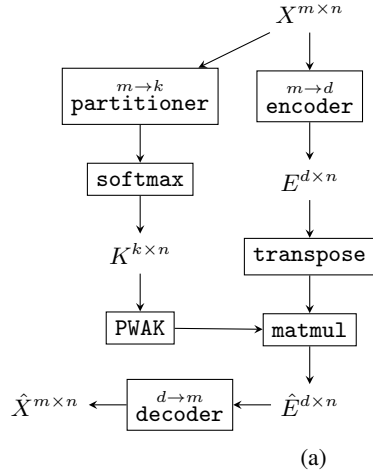 X^{m×n}
m→k
partitioner
m→d
encoder
softmax
E^{d×n}
K^{k×n}
transpose
PWAK
matmul
X̂^{m×n}
d→m
decoder
Ê^{d×n}
(a)